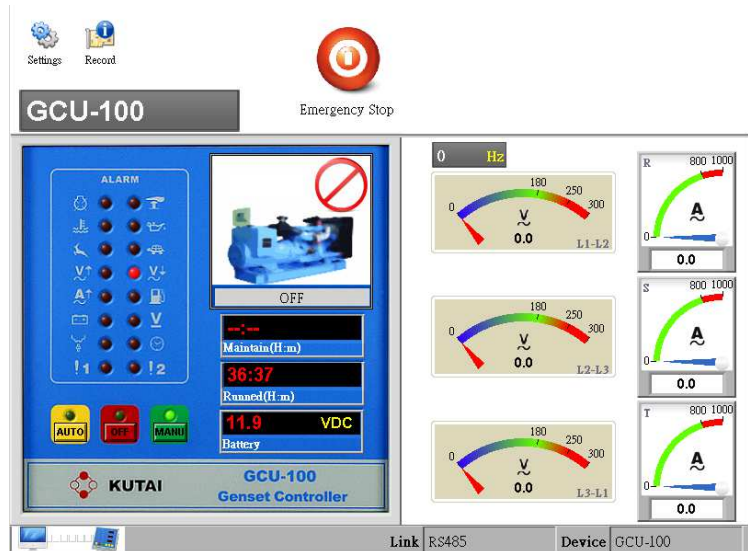 Settings
Record
Emergency Stop
GCU-100
ALARM
V↑
V↓
A↑
V
!1
!2
OFF
--:--
Maintain(H:m)
36:37
Runned(H:m)
11.9 VDC
Battery
AUTO
OFF
MANU
KUTAI
GCU-100
Genset Controller
0 Hz
0 180 250 300
V
0.0
L1-L2
0 180 250 300
V
0.0
L2-L3
0 180 250 300
V
0.0
L3-L1
R 800 1000
A
0
0.0
S 800 1000
A
0
0.0
T 800 1000
A
0
0.0
Link RS485
Device GCU-100